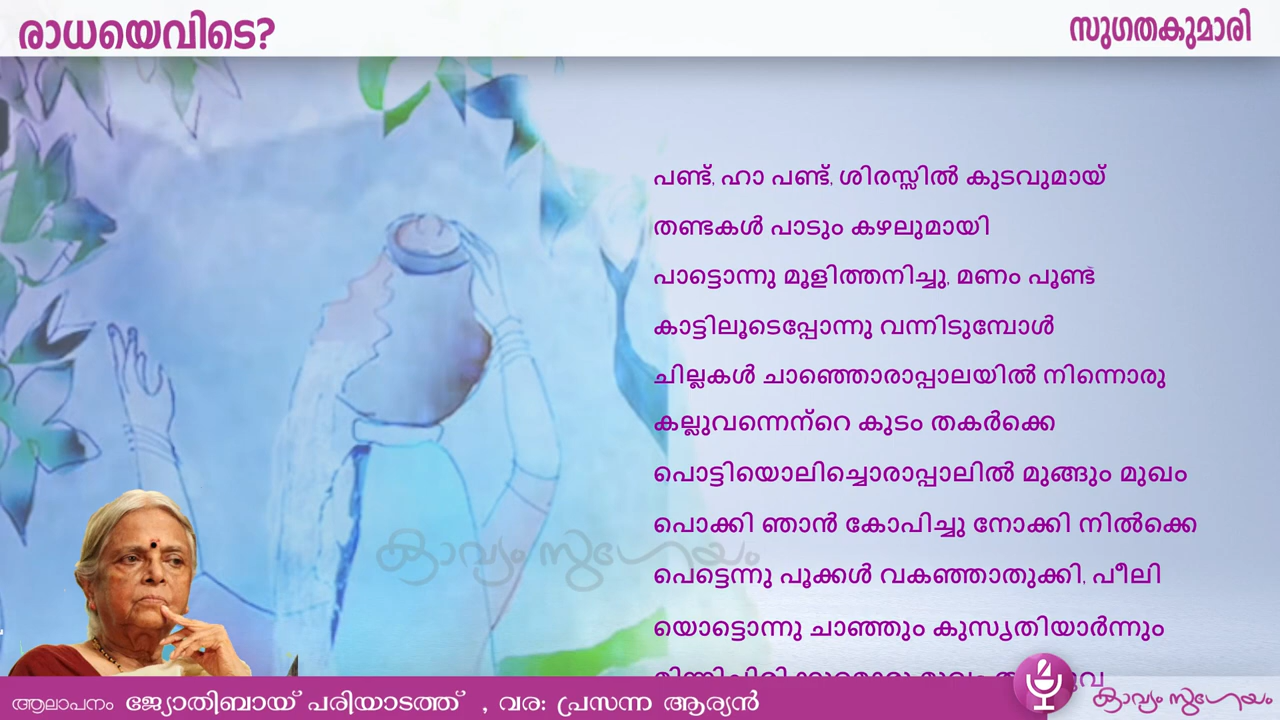 രാധയെവിടെ?
സുഗതകുമാരി
പണ്ട്, ഹാ പണ്ട്, ശിരസ്സിൽ കുടവുമായ്
തണ്ടകൾ പാടും കഴലുമായി
പാട്ടൊന്നു മൂളിത്തനിച്ചു, മണം പൂണ്ട
കാട്ടിലൂടെപ്പോന്നു വന്നിടുമ്പോൾ
ചില്ലകൾ ചാഞ്ഞൊരാപ്പാലയിൽ നിന്നൊരു
കല്ലുവന്നെന്റെ കുടം തകർക്കെ
പൊട്ടിയൊലിച്ചൊരാപ്പാലിൽ മുങ്ങും മുഖം
പൊക്കി ഞാൻ കോപിച്ചു നോക്കി നിൽക്കെ
പെട്ടെന്നു പൂക്കൾ വകഞ്ഞാതുക്കി, പീലി
യൊട്ടൊന്നു ചാഞ്ഞും കുസൃതിയാർന്നും
കാവ്യം സുഗേയം
ആലാപനം ജ്യോതിബായ് പരിയാടത്ത് , വര: പ്രസന്ന ആര്യൻ
കാവ്യം സുഗേയം